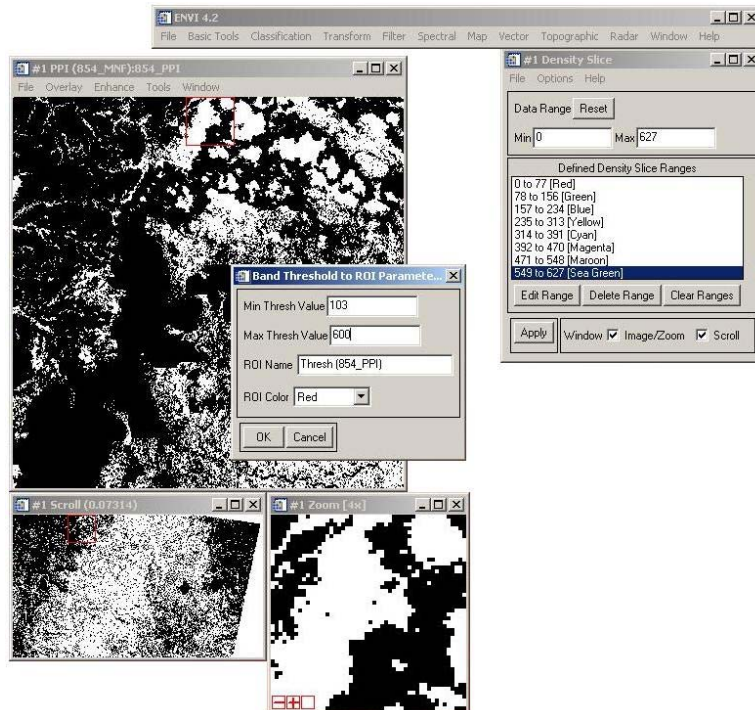 ENVI 4.2
File Basic Tools Classification Transform Filter Spectral Map Vector Topographic Radar Window Help
#1 PPI (854_MNF):854_PPI
File Overlay Enhance Tools Window
#1 Density Slice
File Options Help
Data Range Reset
Min 0 Max 627
Defined Density Slice Ranges
0 to 77 [Red]
78 to 156 [Green]
157 to 234 [Blue]
235 to 313 [Yellow]
314 to 391 [Cyan]
392 to 470 [Magenta]
471 to 548 [Maroon]
549 to 627 [Sea Green]
Edit Range Delete Range Clear Ranges
Apply Window Image/Zoom Scroll
Band Threshold to ROI Paramete...
Min Thresh Value 103
Max Thresh Value 600
ROI Name Thresh (854_PPI)
ROI Color Red
OK Cancel
#1 Scroll (0.07314)
#1 Zoom [4x]